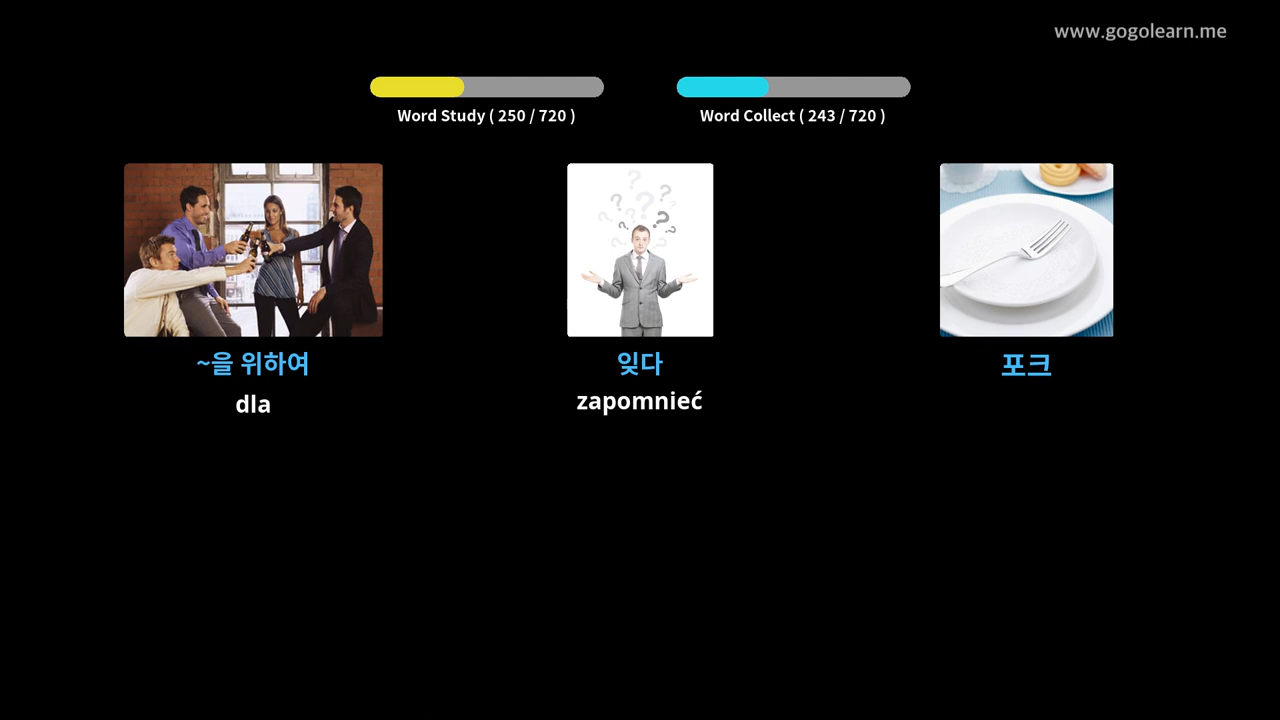 www.gogolearn.me
Word Study ( 250 / 720 )
Word Collect ( 243 / 720 )
~을 위하여
dla
잊다
zapomnieć
포크